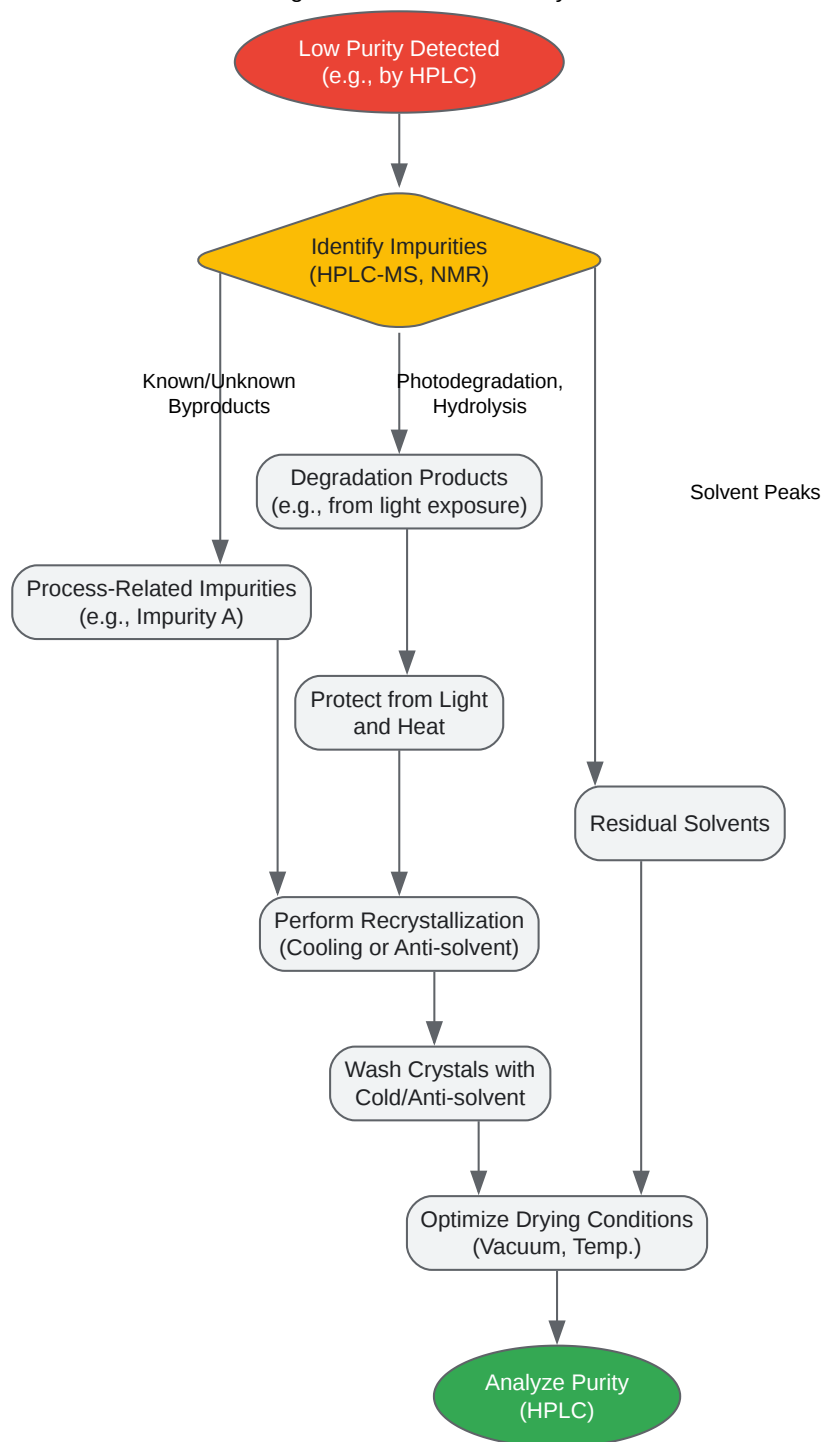 Low Purity Detected
(e.g., by HPLC)
Identify Impurities
(HPLC-MS, NMR)
Known/Unknown
Byproducts
Photodegradation,
Hydrolysis
Degradation Products
(e.g., from light exposure)
Solvent Peaks
Process-Related Impurities
(e.g., Impurity A)
Protect from Light
and Heat
Residual Solvents
Perform Recrystallization
(Cooling or Anti-solvent)
Wash Crystals with
Cold/Anti-solvent
Optimize Drying Conditions
(Vacuum, Temp.)
Analyze Purity
(HPLC)